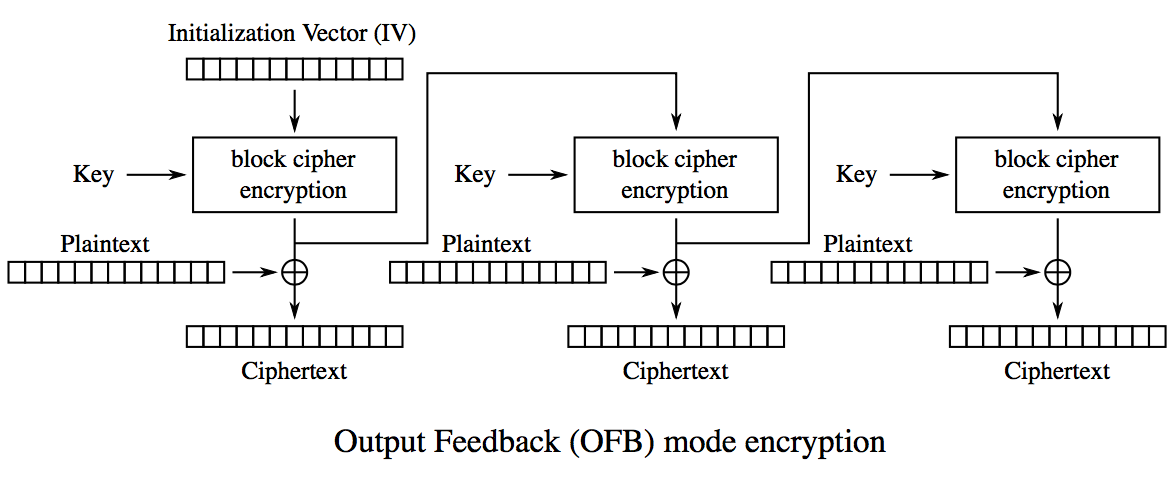 Initialization Vector (IV)
block cipher
encryption
block cipher
encryption
block cipher
encryption
Key
Key
Key
Plaintext
Plaintext
Plaintext
Ciphertext
Ciphertext
Ciphertext
Output Feedback (OFB) mode encryption